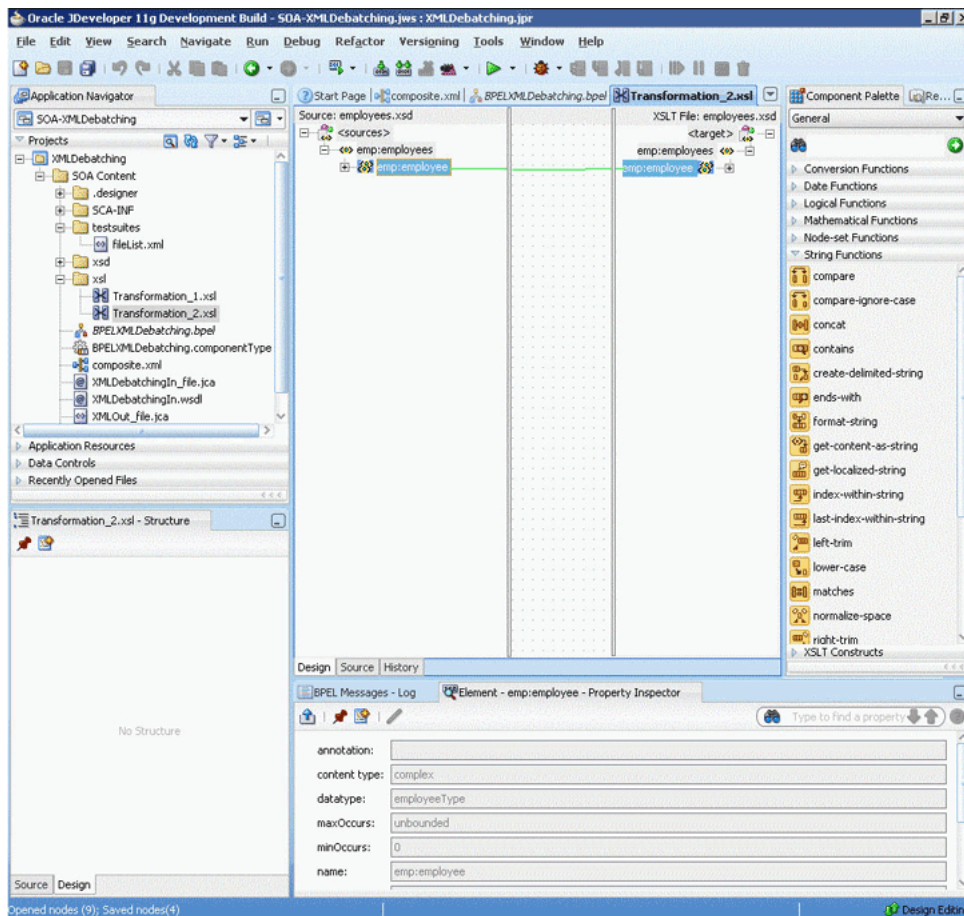 Oracle JDeveloper 11g Development Build - SOA-XMLDebatching.jws : XMLDebatching.jpr
File Edit View Search Navigate Run Debug Refactor Versioning Tools Window Help
Application Navigator
SOA-XMLDebatching
Projects
XMLDebatching
SOA Content
.designer
SCA-INF
testsuites
fileList.xml
xsd
xsl
Transformation_1.xsl
Transformation_2.xsl
BPELXMLDebatching.bpel
BPELXMLDebatching.componentType
composite.xml
XMLDebatchingIn_file.jca
XMLDebatchingIn.wsdl
XMLOut_file.jca
Application Resources
Data Controls
Recently Opened Files
Transformation_2.xsl - Structure
No Structure
Source Design
Start Page composite.xml BPELXMLDebatching.bpel Transformation_2.xsl
Source: employees.xsd
XSLT File: employees.xsd
<sources>
<target>
emp:employees
emp:employees
emp:employee
emp:employee
Design Source History
Component Palette Re...
General
Conversion Functions
Date Functions
Logical Functions
Mathematical Functions
Node-set Functions
String Functions
compare
compare-ignore-case
concat
contains
create-delimited-string
ends-with
format-string
get-content-as-string
get-localized-string
index-within-string
last-index-within-string
left-trim
lower-case
matches
normalize-space
right-trim
XSLT Constructs
BPEL Messages - Log Element - emp:employee - Property Inspector
Type to find a property
annotation:
content type: complex
datatype: employeeType
maxOccurs: unbounded
minOccurs: 0
name: emp:employee
Opened nodes (9); Saved nodes(4)
Design Editin